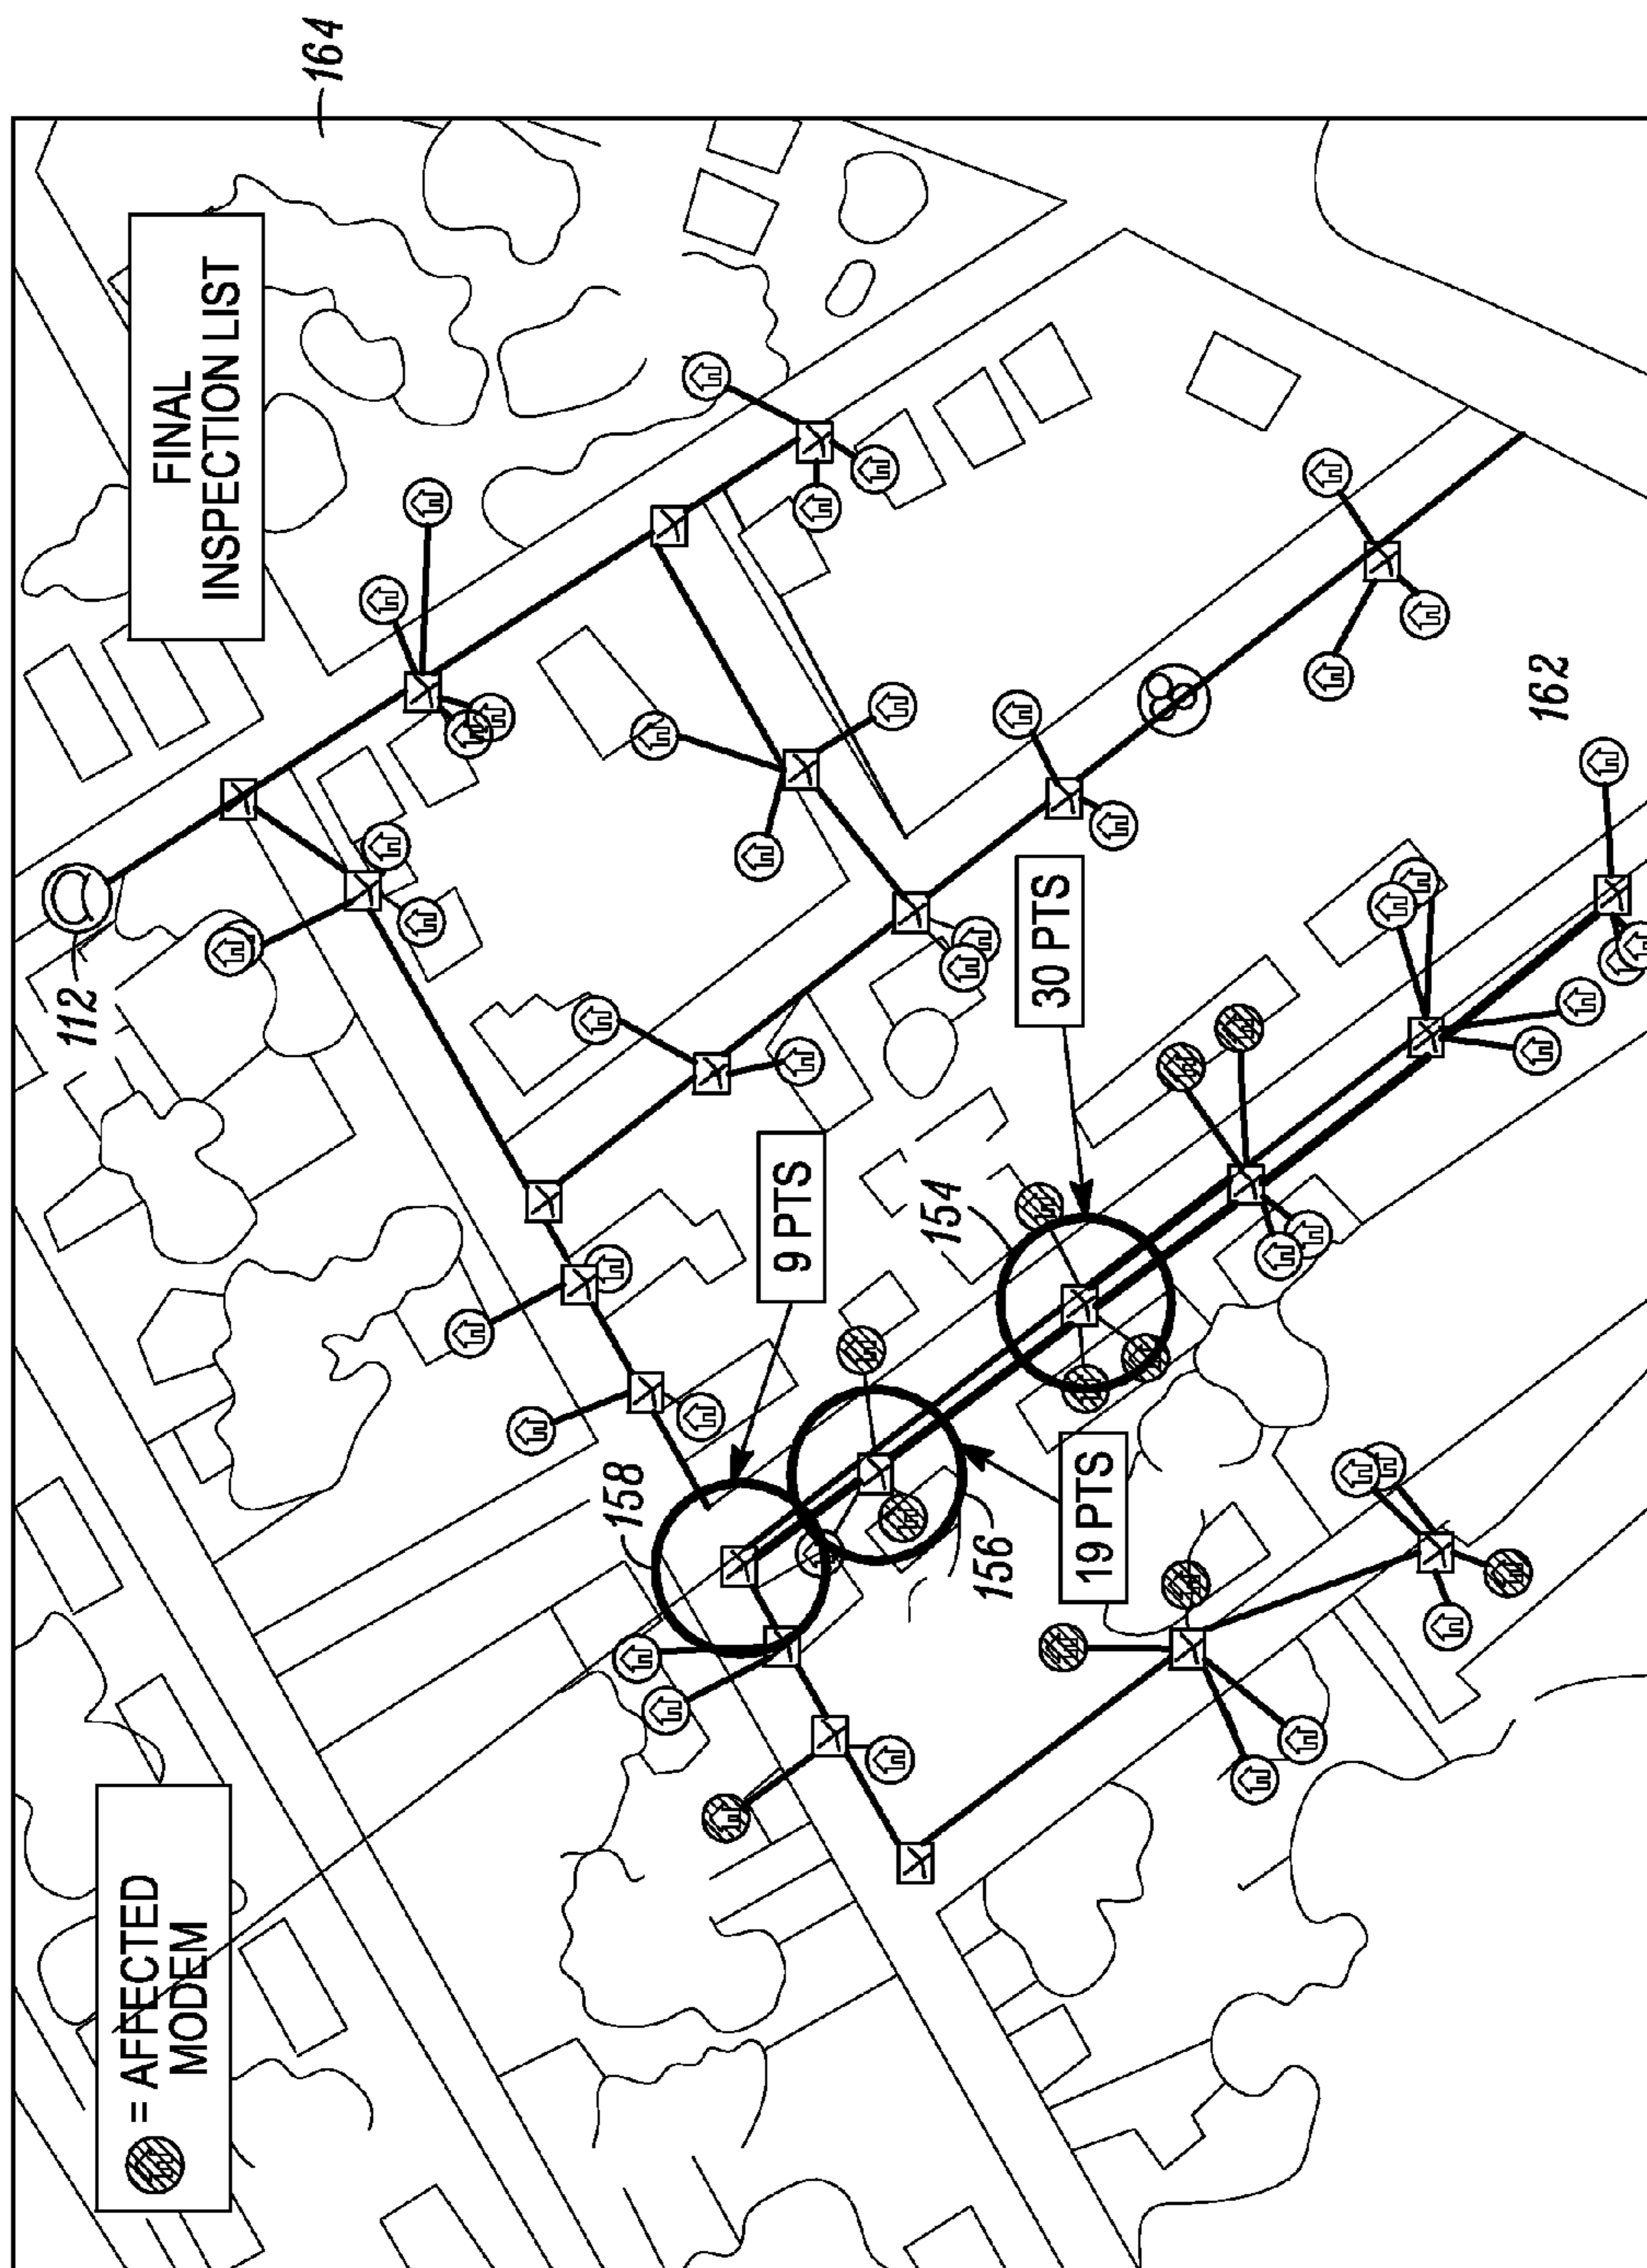 = AFFECTED
MODEM
FINAL
INSPECTION LIST
164
112
158
9 PTS
154
30 PTS
156
19 PTS
162